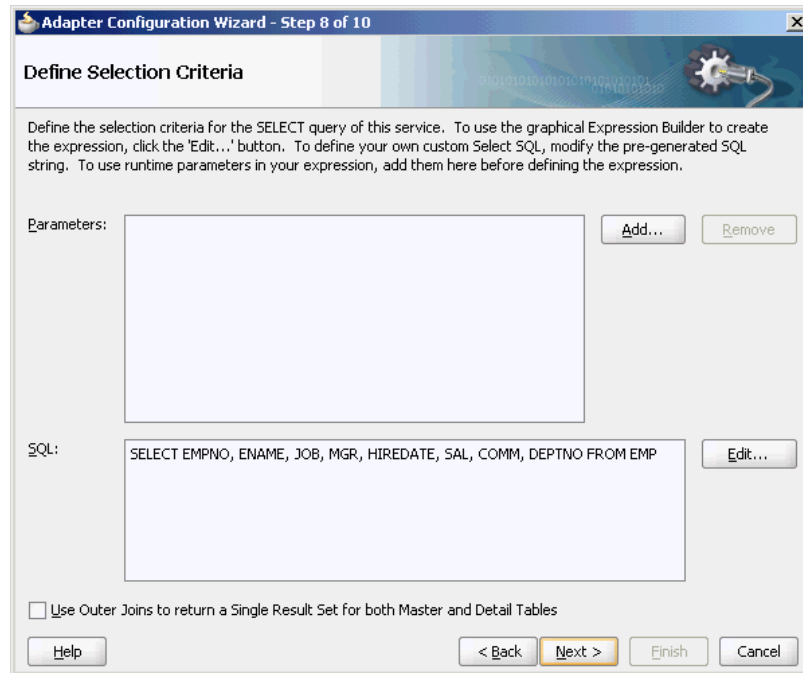 Adapter Configuration Wizard - Step 8 of 10
Define Selection Criteria
Define the selection criteria for the SELECT query of this service. To use the graphical Expression Builder to create
the expression, click the 'Edit...' button. To define your own custom Select SQL, modify the pre-generated SQL
string. To use runtime parameters in your expression, add them here before defining the expression.
Parameters:
Add...
Remove
SQL:
SELECT EMPNO, ENAME, JOB, MGR, HIREDATE, SAL, COMM, DEPTNO FROM EMP
Edit...
Use Outer Joins to return a Single Result Set for both Master and Detail Tables
Help
< Back
Next >
Finish
Cancel